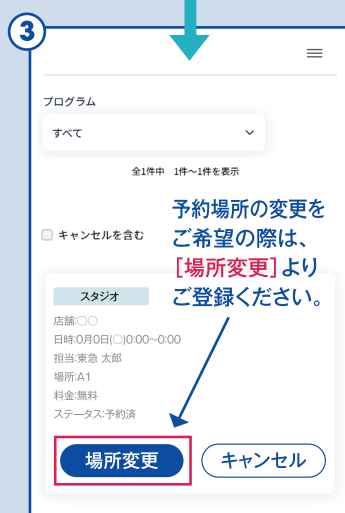 3
プログラム
すべて
全1件中　1件〜1件を表示
キャンセルを含む
予約場所の変更を
ご希望の際は、
［場所変更］より
ご登録ください。
スタジオ
店舗:〇〇
日時:0月0日(〇)0:00〜0:00
担当:東急 太郎
場所:A1
料金:無料
ステータス:予約済
場所変更
キャンセル